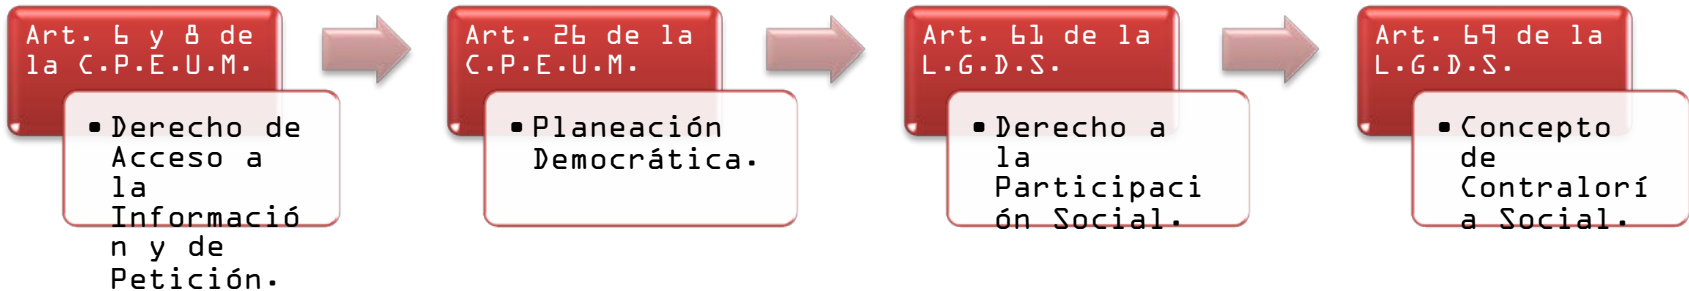 Art. 6 y 8 de
la C.P.E.U.M.
• Derecho de
Acceso a
la
Informació
n y de
Petición.
Art. 26 de la
C.P.E.U.M.
• Planeación
Democrática.
Art. 61 de la
L.G.D.S.
• Derecho a
la
Participaci
ón Social.
Art. 69 de la
L.G.D.S.
• Concepto
de
Contralorí
a Social.